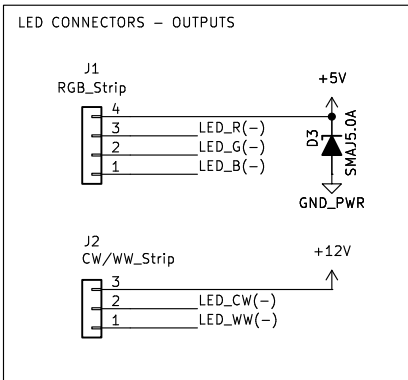 LED CONNECTORS – OUTPUTS
J1
RGB_Strip
4
3
2
1
LED_R(-)
LED_G(-)
LED_B(-)
+5V
D3
SMAJ5.0A
GND_PWR
J2
CW/WW_Strip
3
2
1
LED_CW(-)
LED_WW(-)
+12V